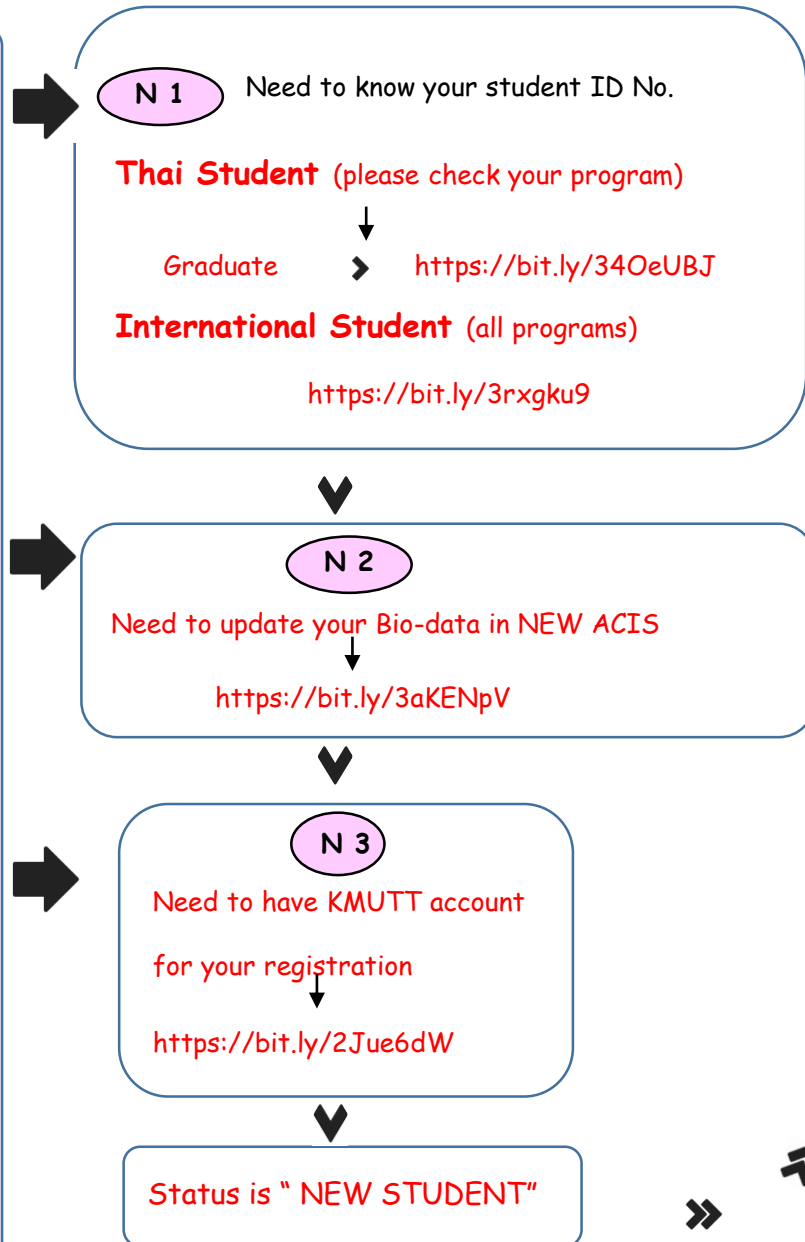 N 1 Need to know your student ID No.
Thai Student (please check your program)
Graduate https://bit.ly/34OeUBJ
International Student (all programs)
https://bit.ly/3rxgku9
N 2
Need to update your Bio-data in NEW ACIS
https://bit.ly/3aKENpV
N 3
Need to have KMUTT account
for your registration
https://bit.ly/2Jue6dW
Status is “ NEW STUDENT”